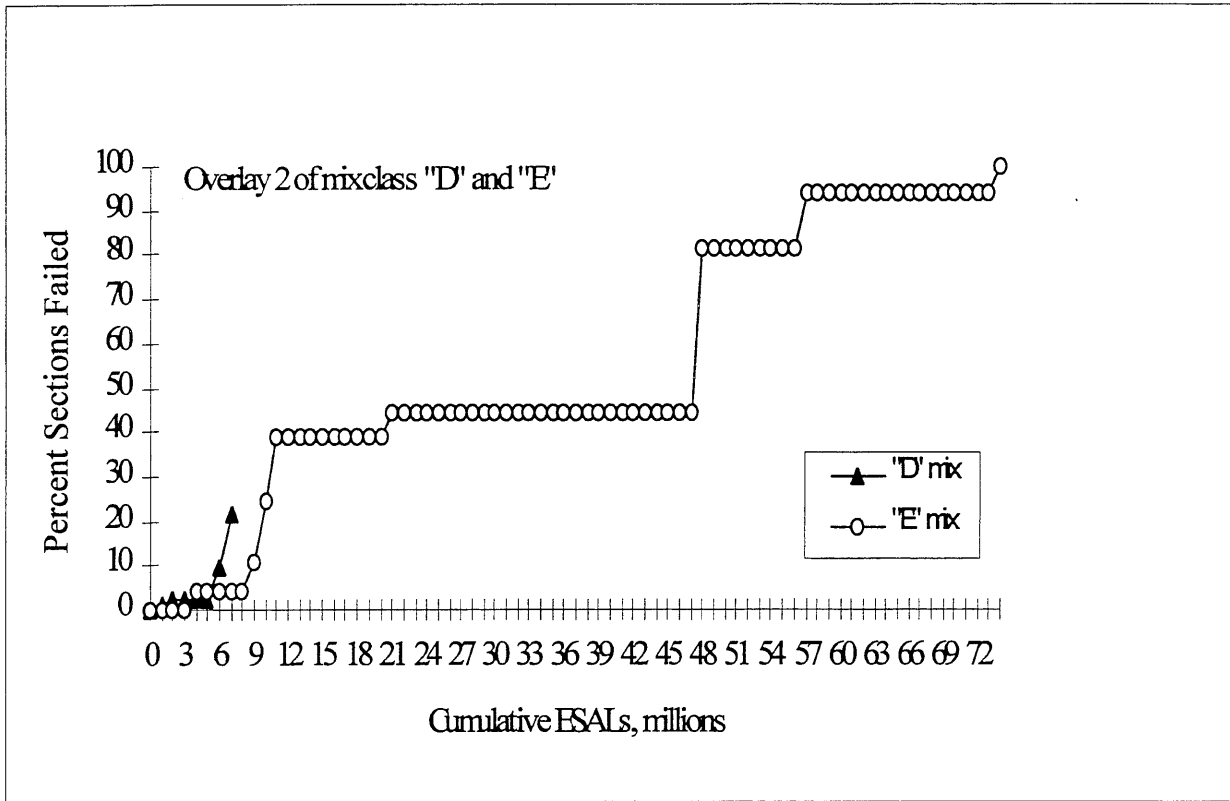 Overlay 2 of mixclass "D" and "E"
Percent Sections Failed
100
90
80
70
60
50
40
30
20
10
0
0 3 6 9 12 15 18 21 24 27 30 33 36 39 42 45 48 51 54 57 60 63 66 69 72
Cumulative ESALs, millions
"D" mix
"E" mix